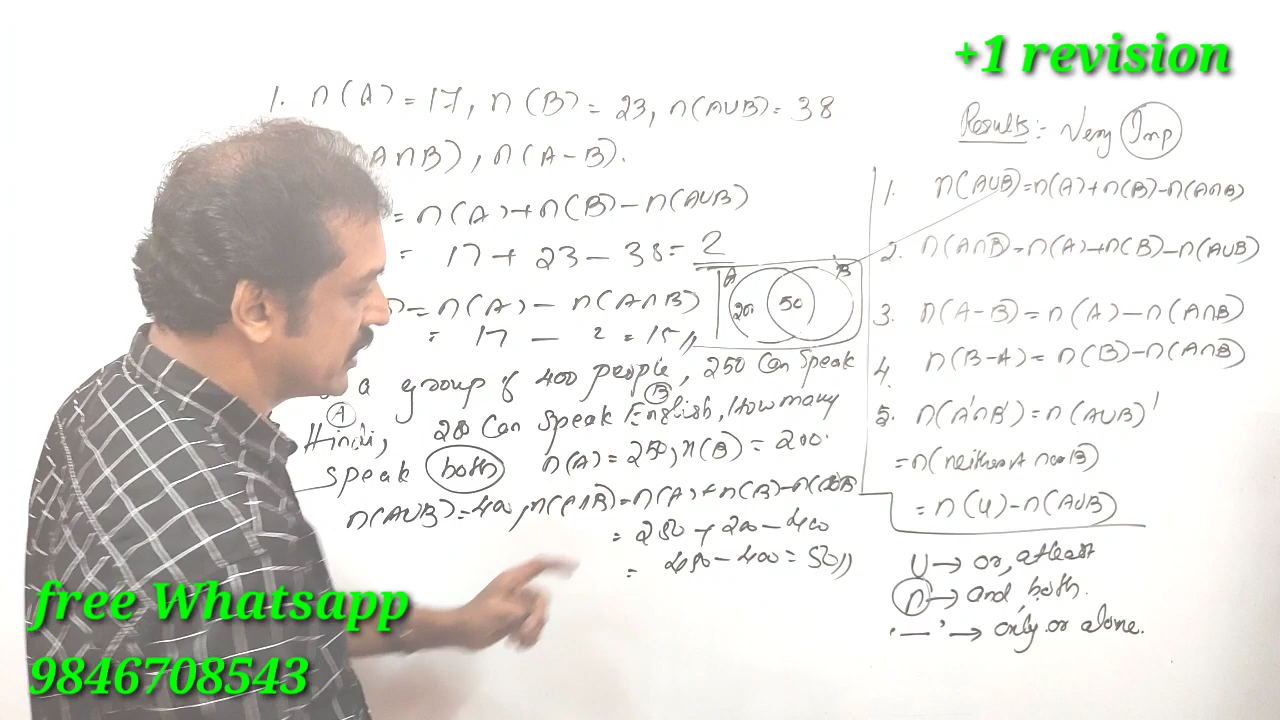 +1 revision
1. n(A) = 17, n(B) = 23, n(A∪B) = 38
A∩B), n(A-B).
= n(A)+n(B)-n(A∪B)
= 17 + 23 - 38 = 2
= n(A) - n(A∩B)
= 17 - 2 = 15,,
A B
200 50
a group of 400 people, 250 Can Speak
A B
Hindi, 200 Can Speak English, How many
speak both n(A) = 250, n(B) = 200.
n(A∪B) = 400, n(A∩B) = n(A)+n(B)-n(A∪B)
= 250 + 200 - 400
= 450 - 400 = 50,,
Results:- Very Imp
1. n(A∪B) = n(A)+n(B)-n(A∩B)
2. n(A∩B) = n(A)+n(B)-n(A∪B)
3. n(A-B) = n(A)-n(A∩B)
4. n(B-A) = n(B)-n(A∩B)
5. n(A'∩B') = n(A∪B)'
= n(neither A nor B)
= n(U)-n(A∪B)
∪ → or, atleast
∩ → and both.
'—' → only or alone.
free Whatsapp
9846708543